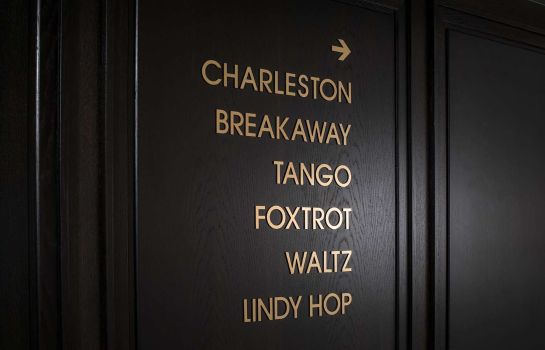 CHARLESTON
BREAKAWAY
TANGO
FOXTROT
WALTZ
LINDY HOP